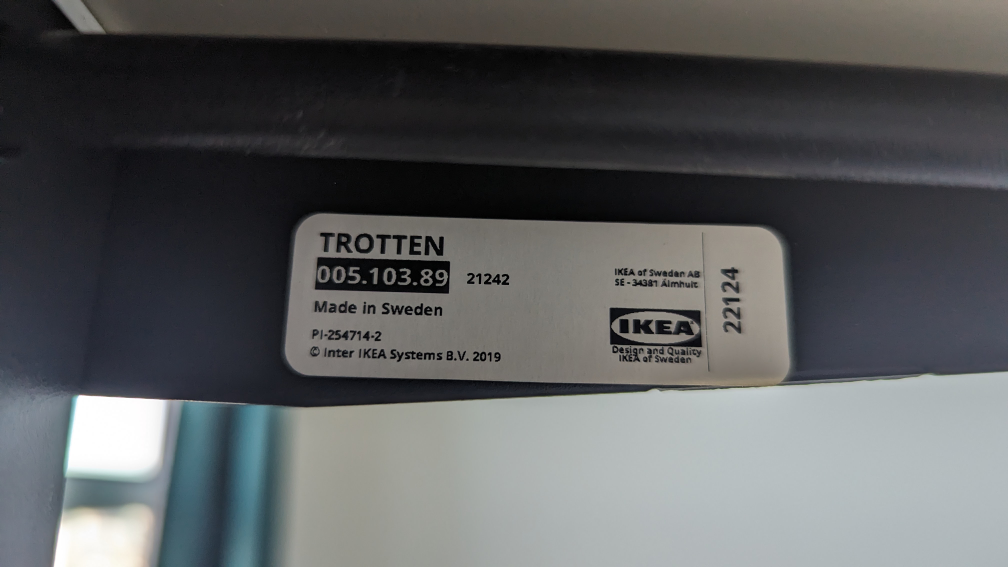 TROTTEN
005.103.89 21242
Made in Sweden
PI-254714-2
© Inter IKEA Systems B.V. 2019
IKEA of Sweden AB
SE - 34381 Älmhult
IKEA
Design and Quality
IKEA of Sweden
22124